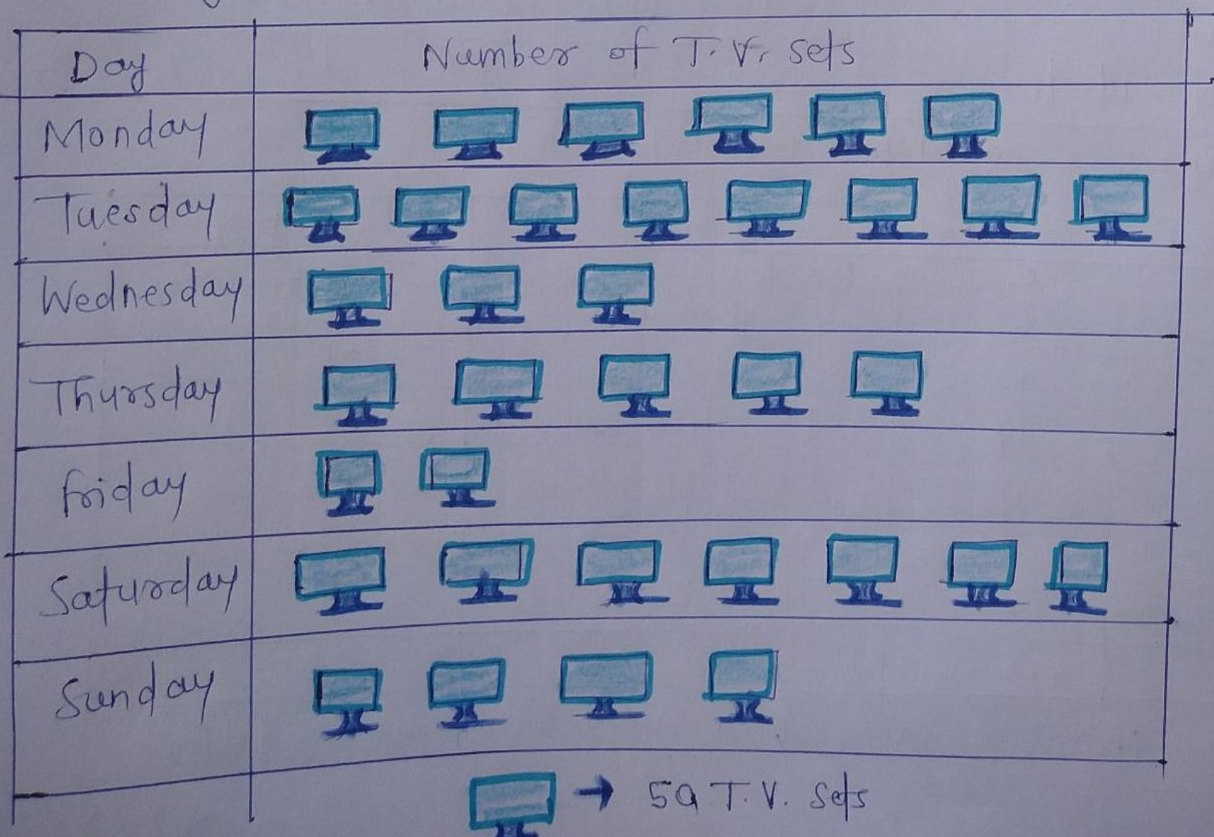 Day Number of T.V. sets
Monday
Tuesday
Wednesday
Thursday
Friday
Saturday
Sunday
→ 50 T.V. Sets